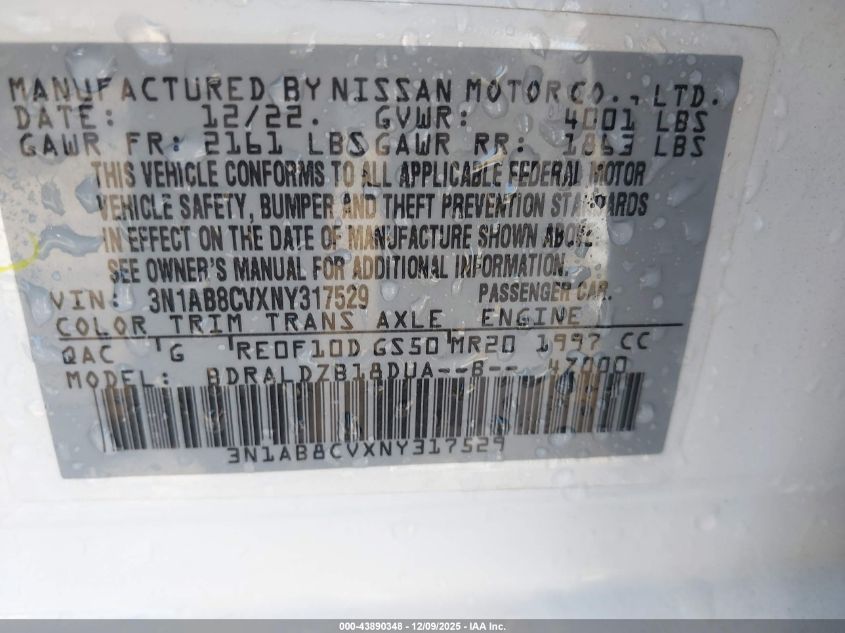 MANUFACTURED BY NISSAN MOTOR CO., LTD.
DATE: 12/22. GVWR: 4001 LBS
GAWR FR: 2161 LBS GAWR RR: 1863 LBS
THIS VEHICLE CONFORMS TO ALL APPLICABLE FEDERAL MOTOR
VEHICLE SAFETY, BUMPER AND THEFT PREVENTION STANDARDS
IN EFFECT ON THE DATE OF MANUFACTURE SHOWN ABOVE.
SEE OWNER'S MANUAL FOR ADDITIONAL INFORMATION.
VIN: 3N1AB8CVXNY317529 PASSENGER CAR.
COLOR TRIM TRANS AXLE ENGINE
QAC G RE0F10D GS50 MR20 1997 CC
MODEL: BDRALDZB18DUA--B-- 47000
3N1AB8CVXNY317529
000-43890348 | 12/09/2025 - IAA Inc.